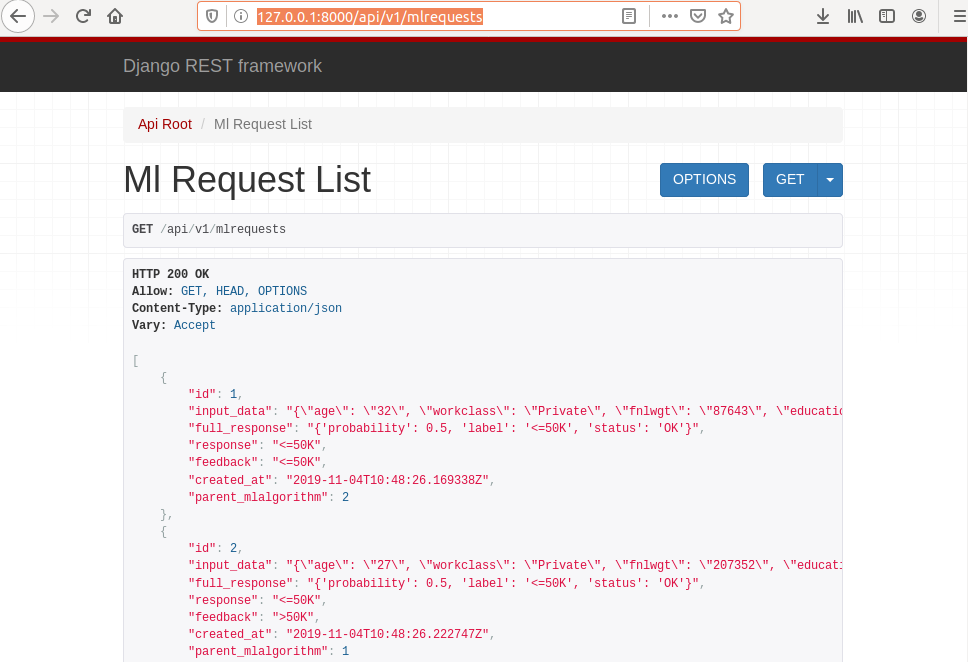 127.0.0.1:8000/api/v1/mlrequests
Django REST framework
Api Root / Ml Request List
Ml Request List
OPTIONS
GET
GET /api/v1/mlrequests
HTTP 200 OK
Allow: GET, HEAD, OPTIONS
Content-Type: application/json
Vary: Accept
[
{
"id": 1,
"input_data": "{\"age\": \"32\", \"workclass\": \"Private\", \"fnlwgt\": \"87643\", \"educatio
"full_response": "{'probability': 0.5, 'label': '<=50K', 'status': 'OK'}",
"response": "<=50K",
"feedback": "<=50K",
"created_at": "2019-11-04T10:48:26.169338Z",
"parent_mlalgorithm": 2
},
{
"id": 2,
"input_data": "{\"age\": \"27\", \"workclass\": \"Private\", \"fnlwgt\": \"207352\", \"educati
"full_response": "{'probability': 0.5, 'label': '<=50K', 'status': 'OK'}",
"response": "<=50K",
"feedback": ">50K",
"created_at": "2019-11-04T10:48:26.222747Z",
"parent_mlalgorithm": 1